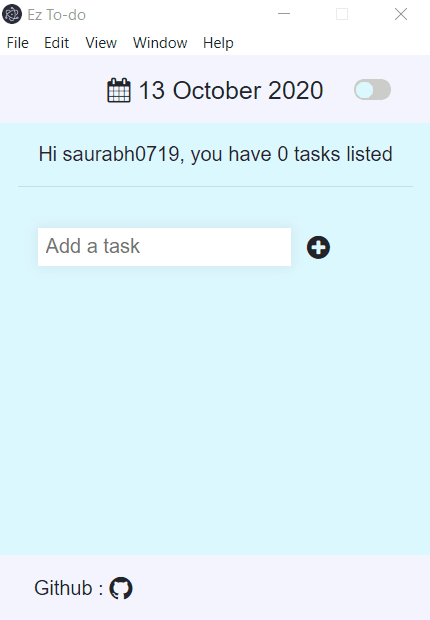 Ez To-do
File Edit View Window Help
13 October 2020
Hi saurabh0719, you have 0 tasks listed
Add a task
Github :